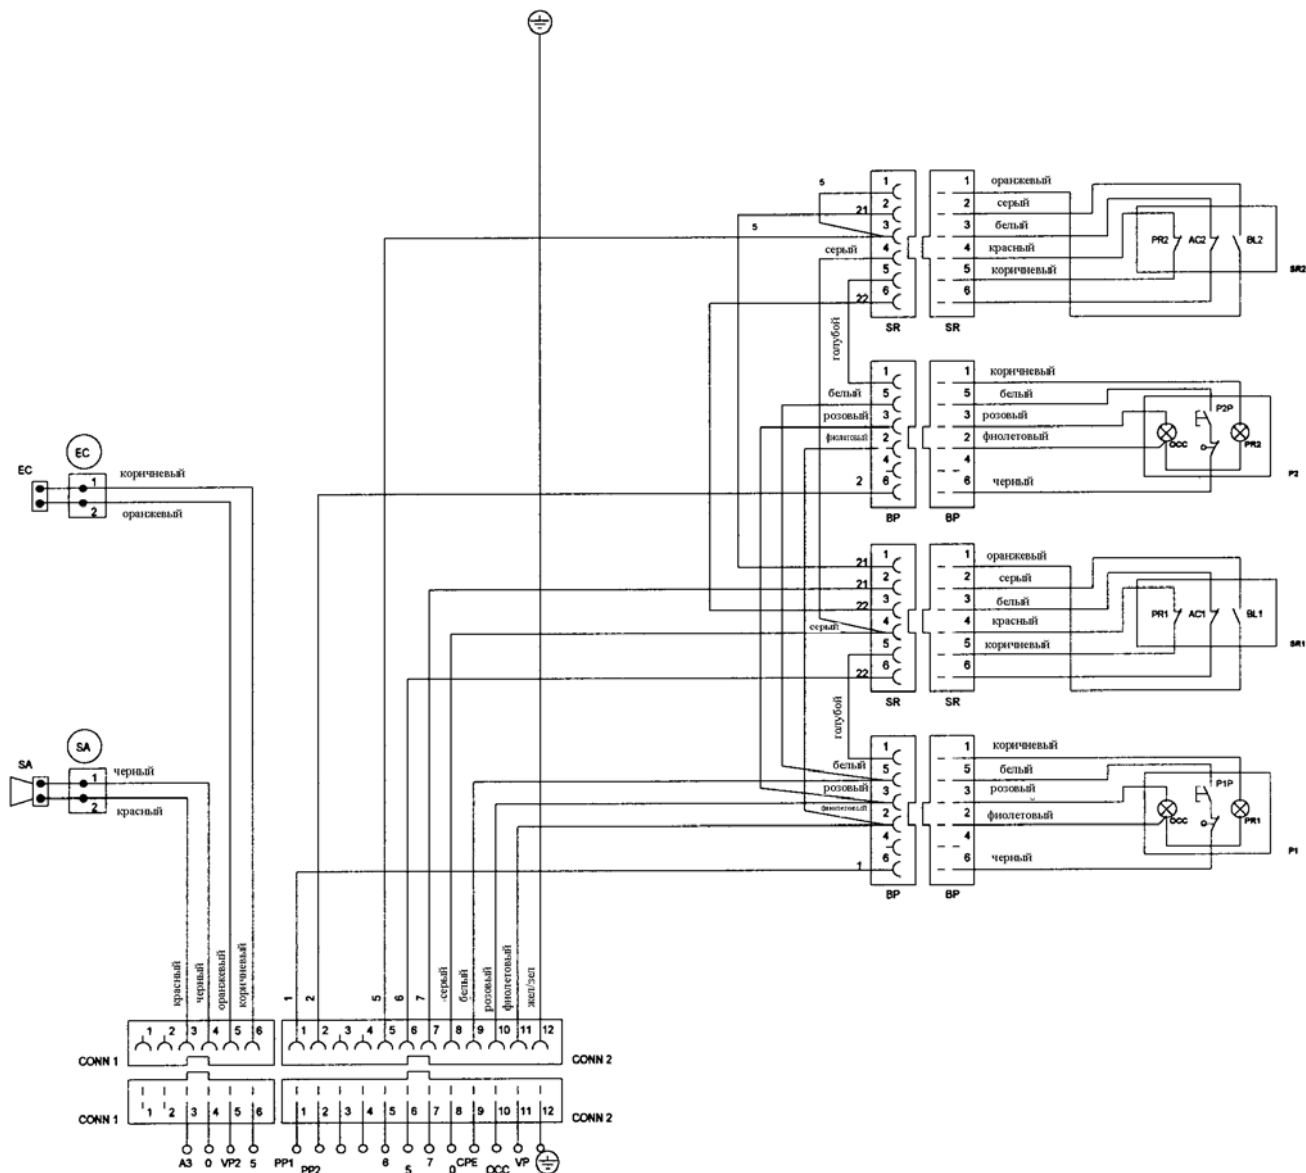 5
21
5
серый
22
голубой
1
2
3
4
5
6
SR
1
2
3
4
5
6
SR
оранжевый
серый
белый
красный
коричневый
PR2
AC2
BL2
SR2
белый
розовый
фиолетовый
2
1
5
3
2
4
6
BP
1
5
3
2
4
6
BP
коричневый
белый
розовый
фиолетовый
черный
P2P
OCC
PR2
P2
EC
EC
1
2
коричневый
оранжевый
21
21
22
серый
22
голубой
1
2
3
4
5
6
SR
1
2
3
4
5
6
SR
оранжевый
серый
белый
красный
коричневый
PR1
AC1
BL1
SR1
SA
SA
1
2
черный
красный
белый
розовый
фиолетовый
1
1
5
3
2
4
6
BP
1
5
3
2
4
6
BP
коричневый
белый
розовый
фиолетовый
черный
P1P
OCC
PR1
P1
красный
черный
оранжевый
коричневый
1
2
5
6
7
серый
белый
розовый
фиолетовый
жел/зел
CONN 1
1 2 3 4 5 6
1 2 3 4 5 6 7 8 9 10 11 12
CONN 2
CONN 1
1 2 3 4 5 6
1 2 3 4 5 6 7 8 9 10 11 12
CONN 2
A3 0 VP2 5 PP1 PP2 6 5 7 0 CPE OCC VP